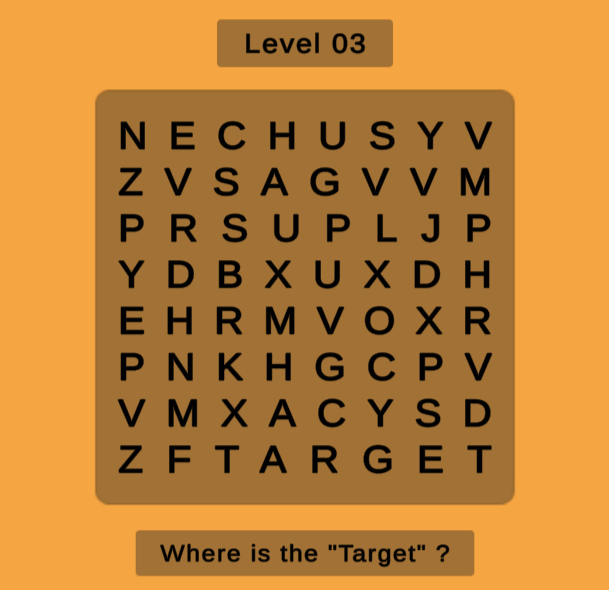 Level 03
N E C H U S Y V
Z V S A G V V M
P R S U P L J P
Y D B X U X D H
E H R M V O X R
P N K H G C P V
V M X A C Y S D
Z F T A R G E T
Where is the "Target" ?